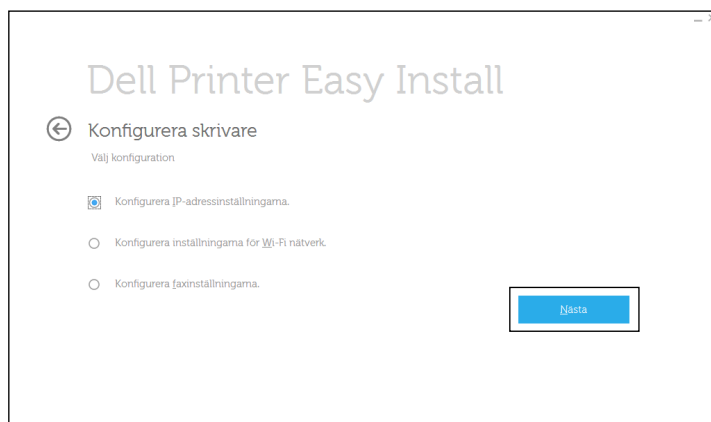 Dell Printer Easy Install
Konfigurera skrivare
Välj konfiguration
Konfigurera IP-adressinställningarna.
Konfigurera inställningarna för Wi-Fi nätverk.
Konfigurera faxinställningarna.
Nästa